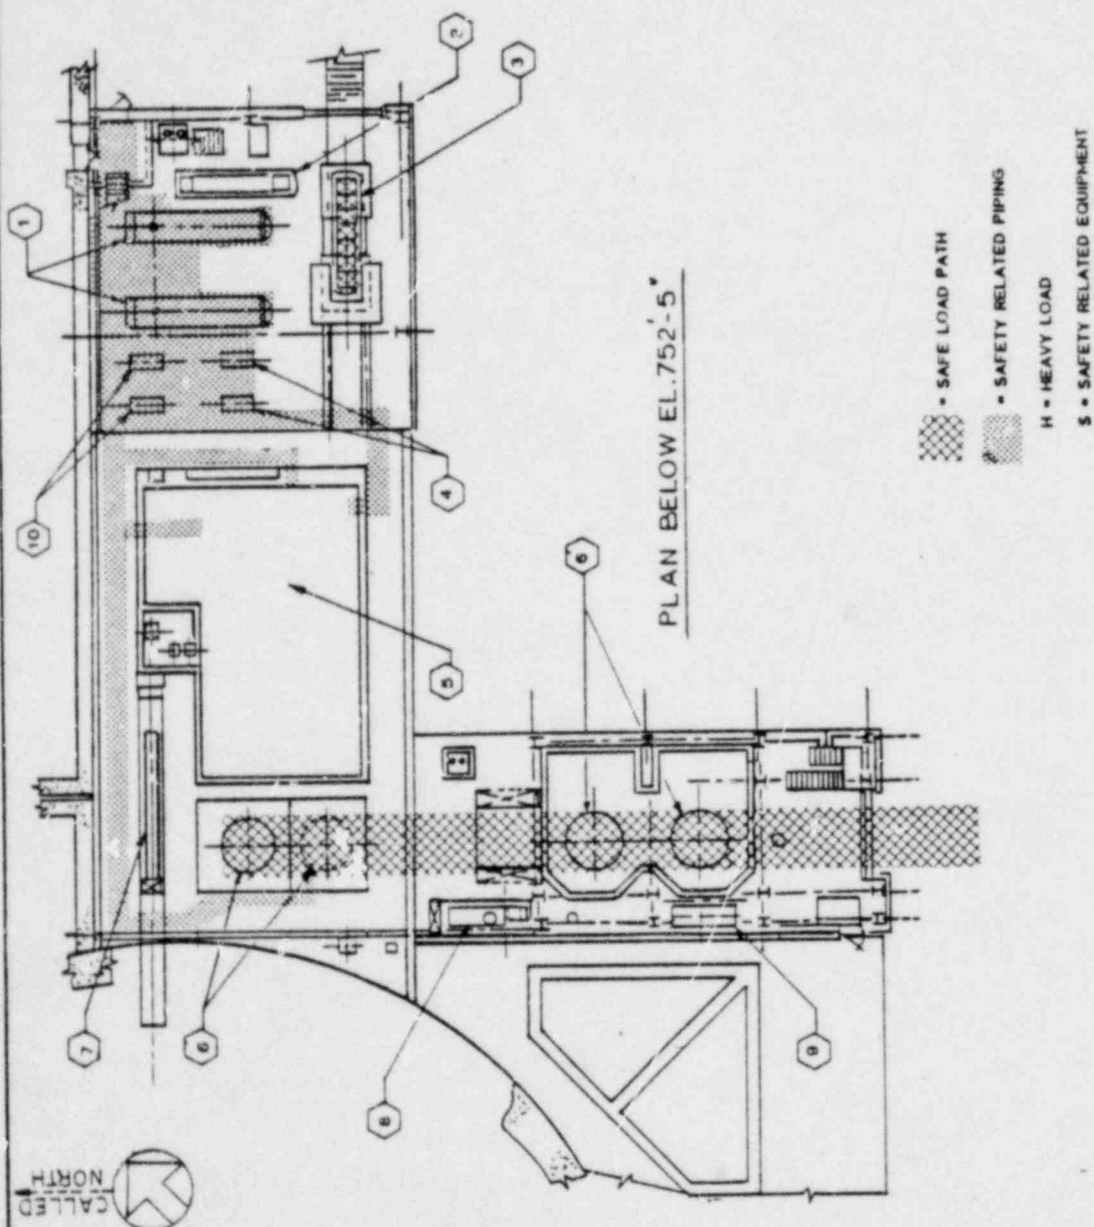 CALLED
NORTH
1
2
3
10
4
5
6
7
6
8
9
PLAN BELOW EL.752'-5"
= SAFE LOAD PATH
= SAFETY RELATED PIPING
H = HEAVY LOAD
S = SAFETY RELATED EQUIPMENT